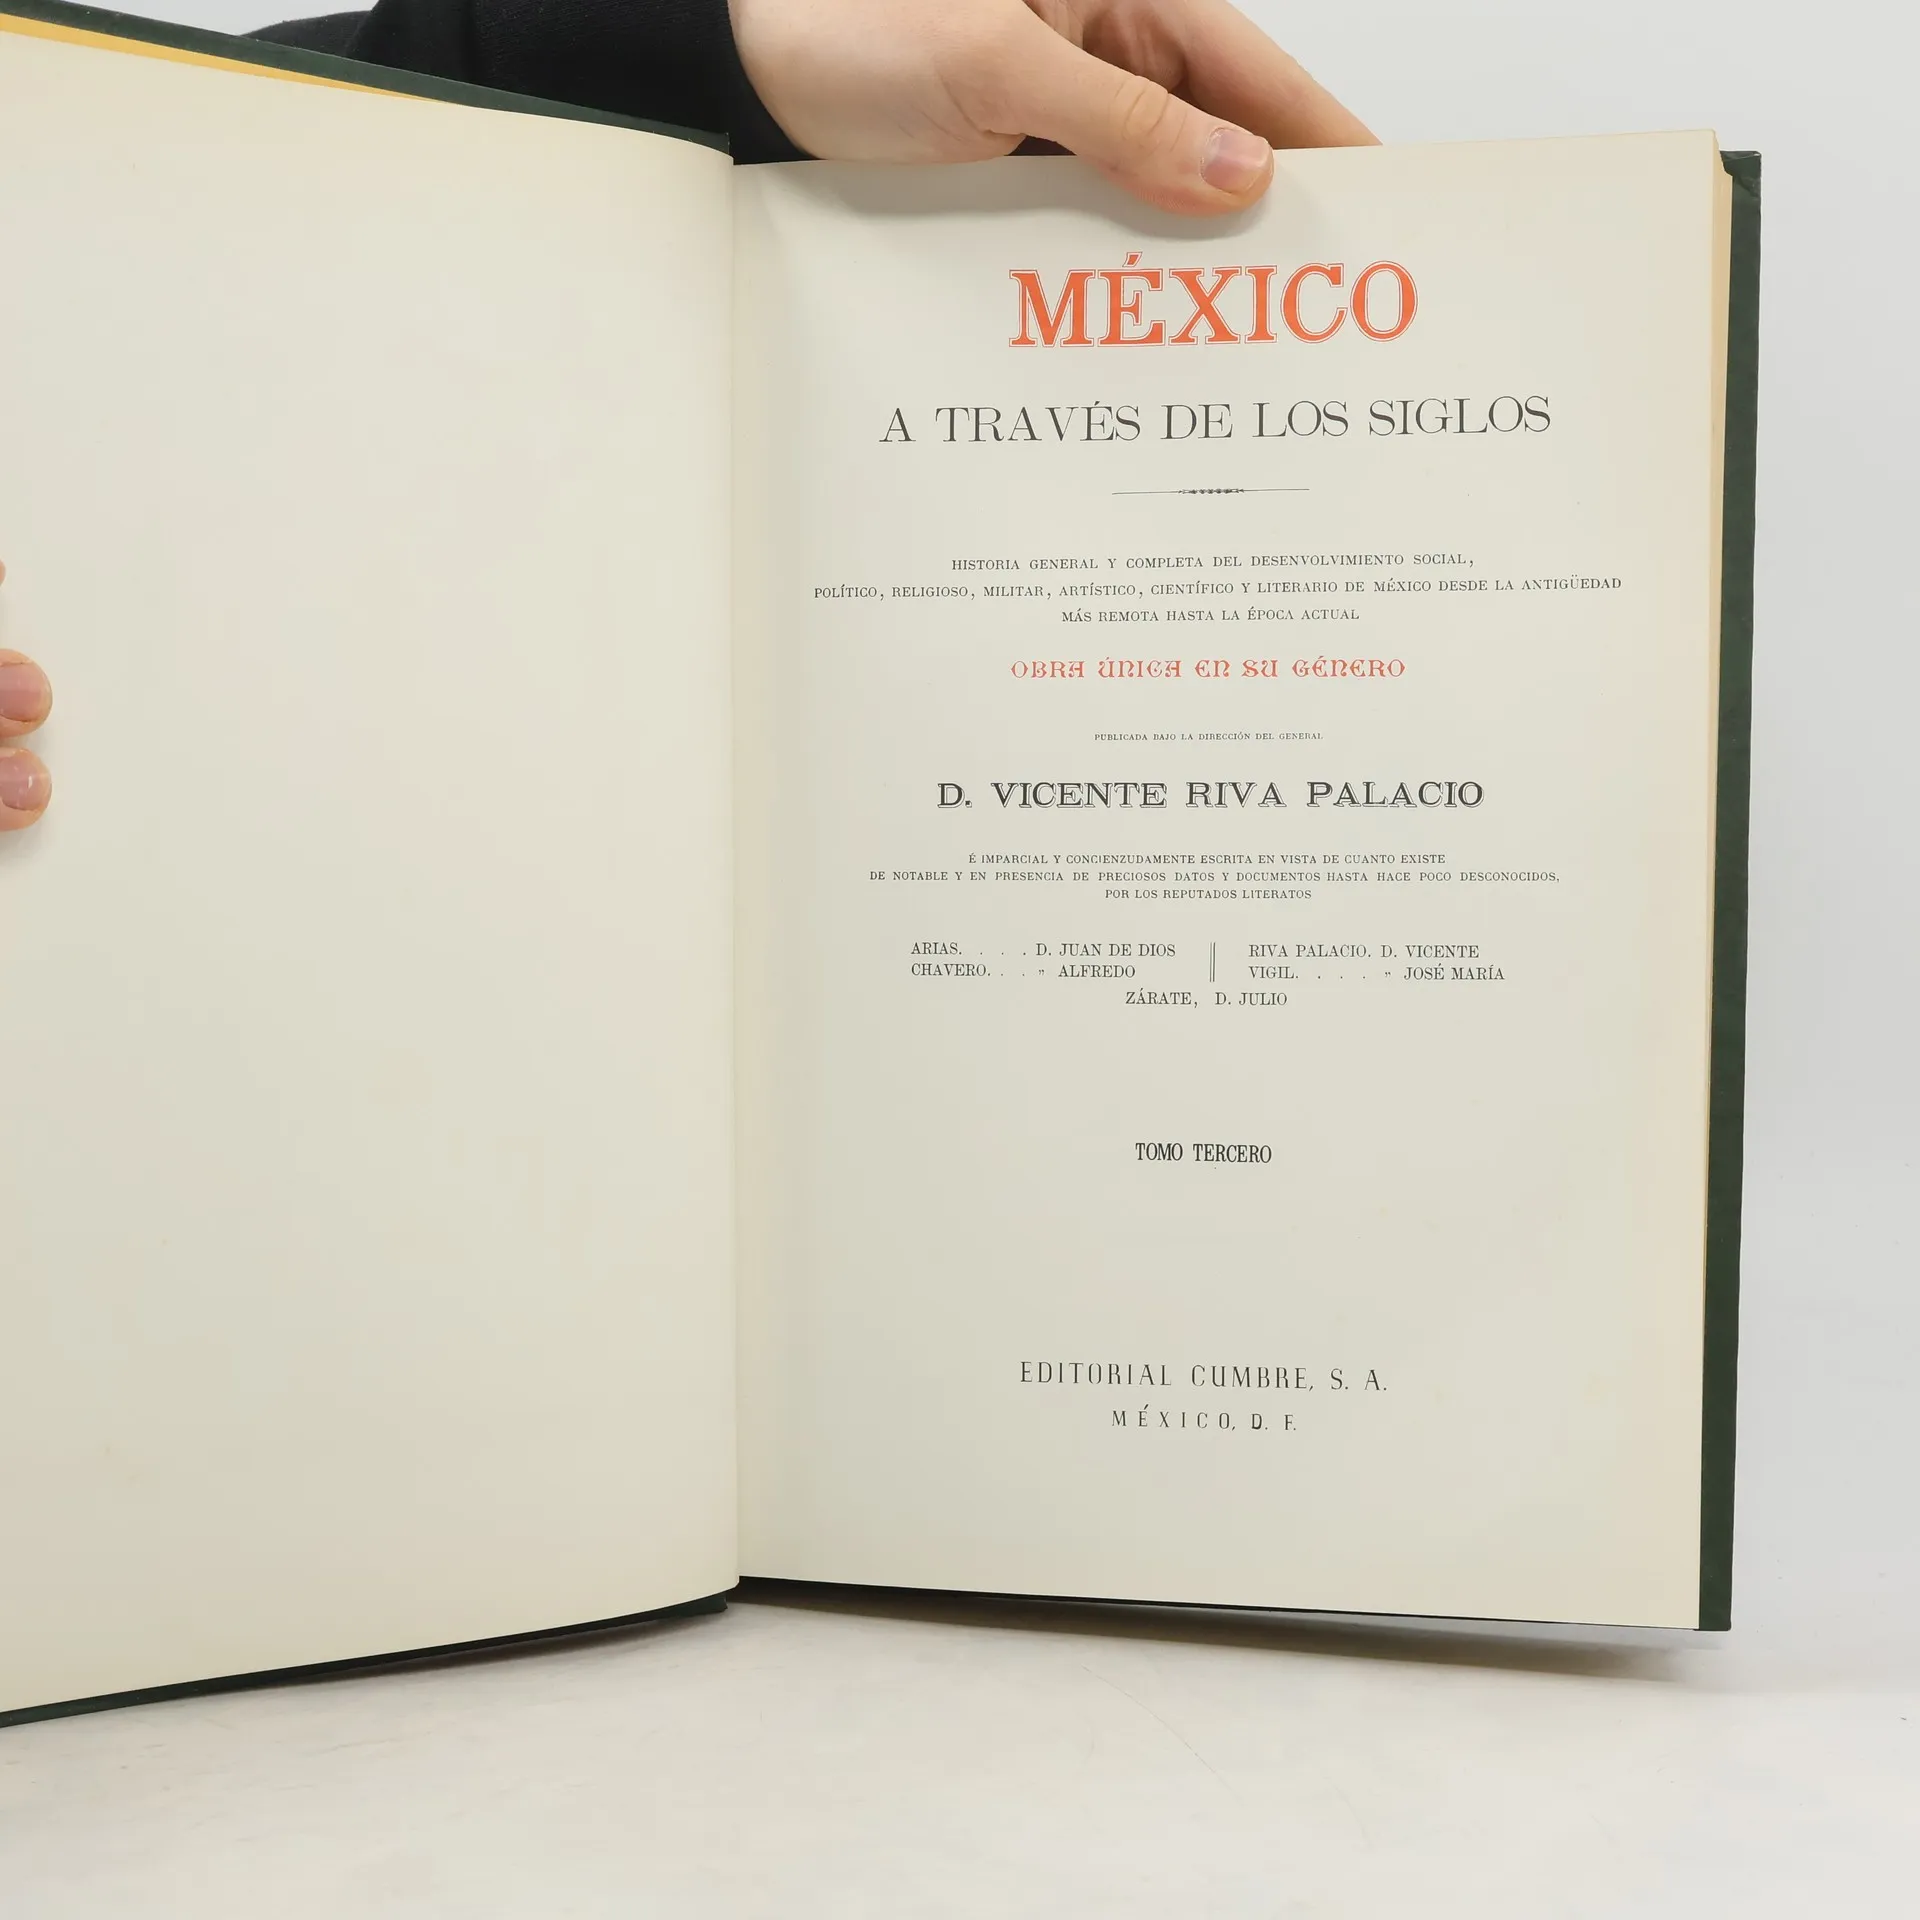 MÉXICO
A TRAVÉS DE LOS SIGLOS
HISTORIA GENERAL Y COMPLETA DEL DESENVOLVIMIENTO SOCIAL,
POLÍTICO, RELIGIOSO, MILITAR, ARTÍSTICO, CIENTÍFICO Y LITERARIO DE MÉXICO DESDE LA ANTIGÜEDAD
MÁS REMOTA HASTA LA ÉPOCA ACTUAL
OBRA ÚNICA EN SU GÉNERO
PUBLICADA BAJO LA DIRECCIÓN DEL GENERAL
D. VICENTE RIVA PALACIO
É IMPARCIAL Y CONCIENZUDAMENTE ESCRITA EN VISTA DE CUANTO EXISTE
DE NOTABLE Y EN PRESENCIA DE PRECIOSOS DATOS Y DOCUMENTOS HASTA HACE POCO DESCONOCIDOS,
POR LOS REPUTADOS LITERATOS
ARIAS. . . . D. JUAN DE DIOS
CHAVERO. . . „ ALFREDO
RIVA PALACIO. D. VICENTE
VIGIL. . . . „ JOSÉ MARÍA
ZÁRATE, D. JULIO
TOMO TERCERO
EDITORIAL CUMBRE, S. A.
MÉXICO, D. F.